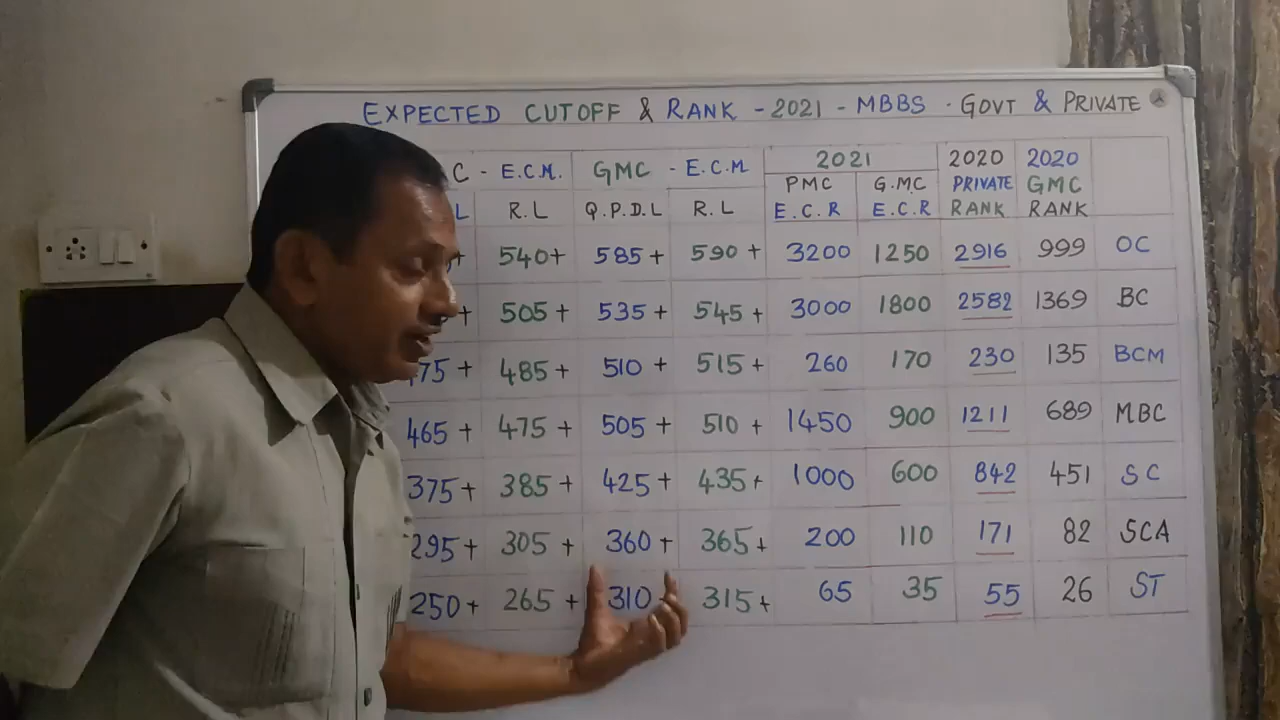 EXPECTED CUTOFF & RANK - 2021 - MBBS - GOVT & PRIVATE
C - E.C.M. GMC - E.C.M 2021 2020 2020
PMC G.M.C PRIVATE GMC
L R.L Q.P.D.L R.L E.C.R E.C.R RANK RANK
+ 540+ 585+ 590+ 3200 1250 2916 999 OC
+ 505+ 535+ 545+ 3000 1800 2582 1369 BC
75+ 485+ 510+ 515+ 260 170 230 135 BCM
465+ 475+ 505+ 510+ 1450 900 1211 689 MBC
375+ 385+ 425+ 435+ 1000 600 842 451 SC
295+ 305+ 360+ 365+ 200 110 171 82 SCA
250+ 265+ 310+ 315+ 65 35 55 26 ST